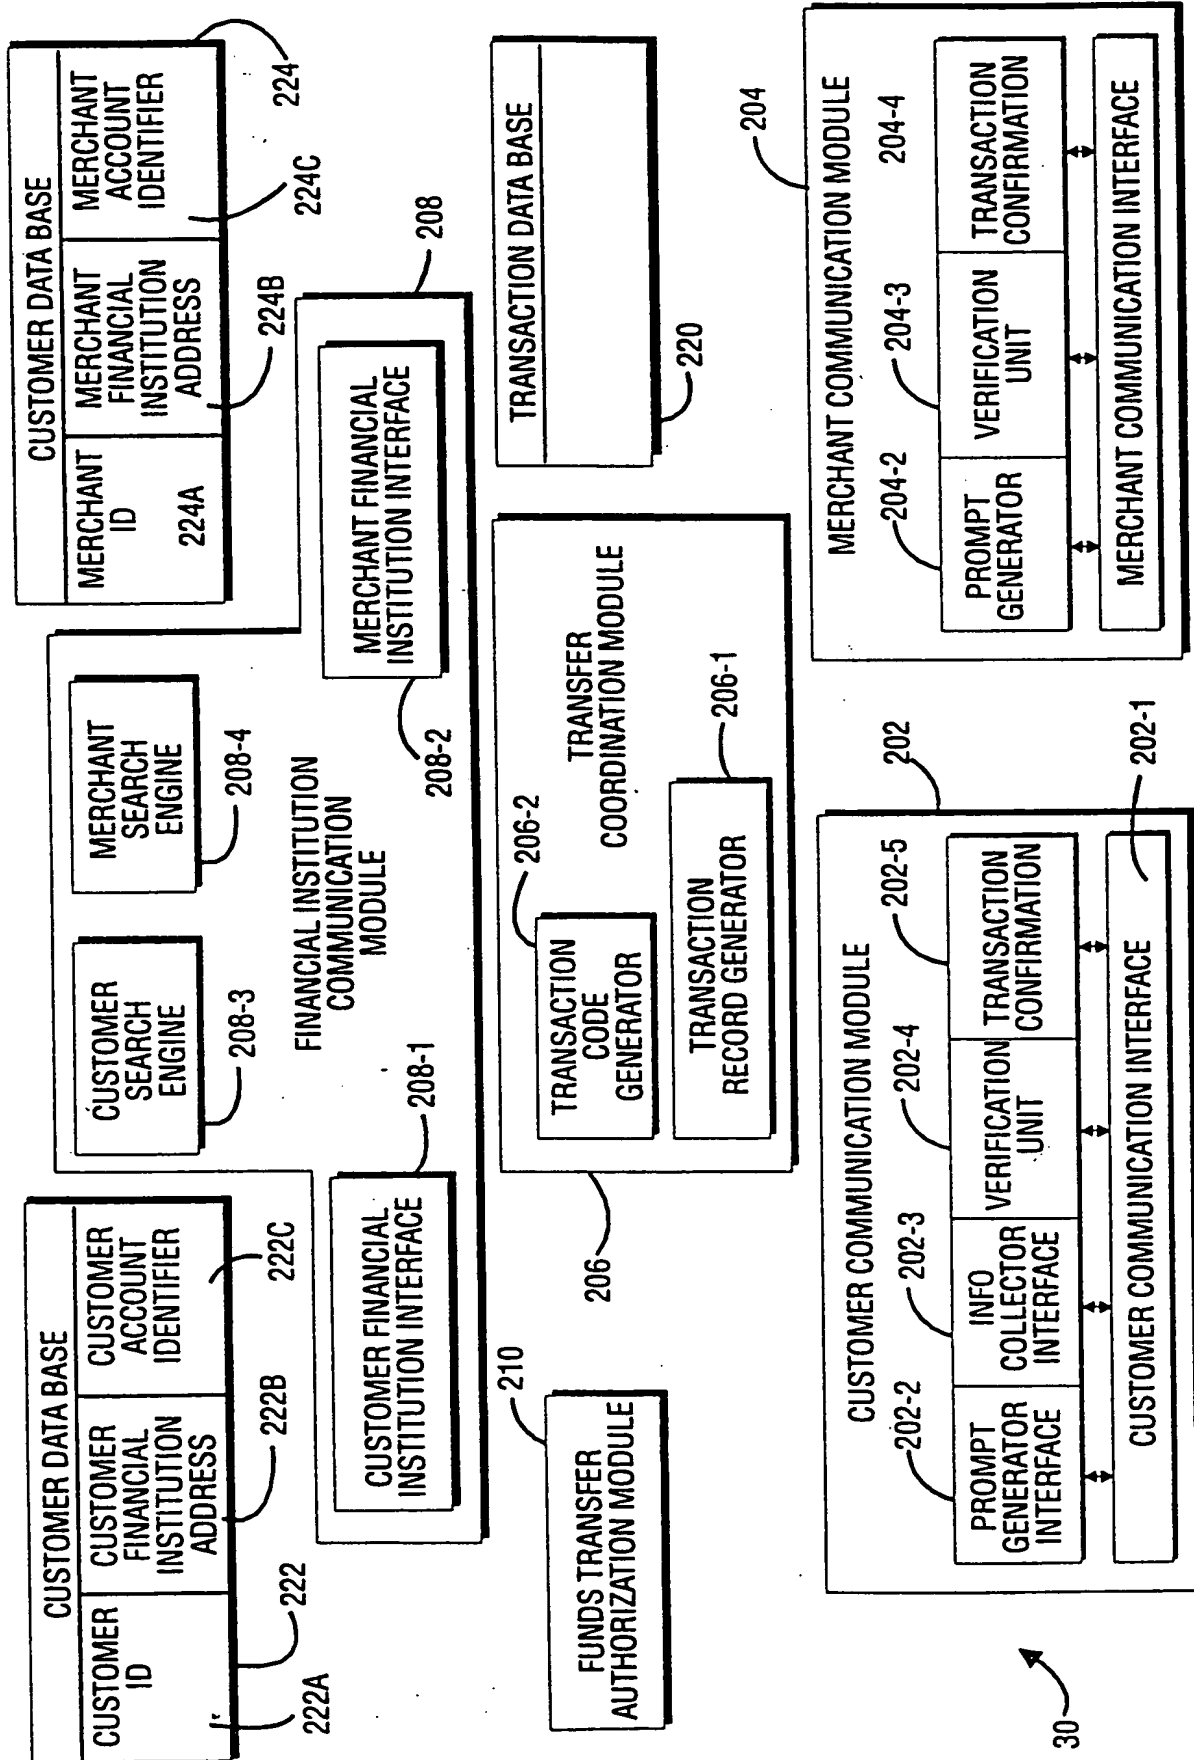 CUSTOMER DATA BASE
CUSTOMER
ID
CUSTOMER
FINANCIAL
INSTITUTION
ADDRESS
CUSTOMER
ACCOUNT
IDENTIFIER
222A
222
222B
222C
CUSTOMER
SEARCH
ENGINE
208-3
MERCHANT
SEARCH
ENGINE
208-4
CUSTOMER DATA BASE
MERCHANT
ID
224A
MERCHANT
FINANCIAL
INSTITUTION
ADDRESS
224B
MERCHANT
ACCOUNT
IDENTIFIER
224C
224
FINANCIAL INSTITUTION
COMMUNICATION
MODULE
CUSTOMER FINANCIAL
INSTITUTION INTERFACE
208-1
MERCHANT FINANCIAL
INSTITUTION INTERFACE
208-2
208
210
FUNDS TRANSFER
AUTHORIZATION MODULE
206
TRANSACTION
CODE
GENERATOR
206-2
TRANSFER
COORDINATION MODULE
TRANSACTION
RECORD GENERATOR
206-1
TRANSACTION DATA BASE
220
30
CUSTOMER COMMUNICATION MODULE
202
202-2
202-3
202-4
202-5
PROMPT
GENERATOR
INTERFACE
INFO
COLLECTOR
INTERFACE
VERIFICATION
UNIT
TRANSACTION
CONFIRMATION
CUSTOMER COMMUNICATION INTERFACE
202-1
204
MERCHANT COMMUNICATION MODULE
204-2
204-3
204-4
PROMPT
GENERATOR
VERIFICATION
UNIT
TRANSACTION
CONFIRMATION
MERCHANT COMMUNICATION INTERFACE